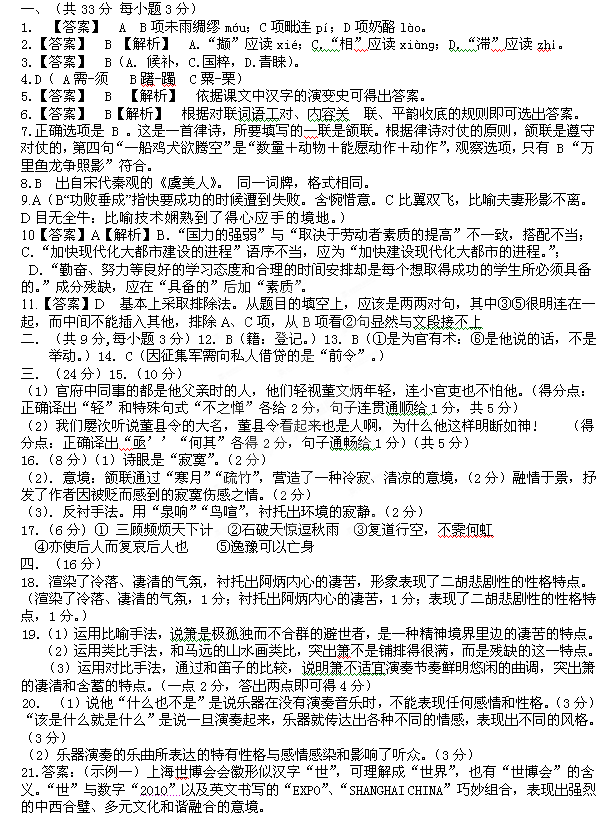 一、（共33分 每小题3分）
1. 【答案】 A B项未雨绸缪móu；C项毗连pí；D项奶酪lào。
2.【答案】 B【解析】 A.“撷”应读xié；C.“相”应读xiàng；D.“滞”应读zhì。
3.【答案】 B（A. 候补，C.国粹，D.青睐）。
4.D（ A需-须 B躇-躅 C粟-栗）
5.【答案】 B 【解析】 依据课文中汉字的演变史可得出答案。
6.【答案】 B【解析】 根据对联词语工对、内容关 联、平韵收底的规则即可选出答案。
7.正确选项是 B 。这是一首律诗，所要填写的一联是颔联。根据律诗对仗的原则，颔联是遵守
对仗的，第四句“一船鸡犬欲腾空”是“数量＋动物＋能愿动作＋动作”，观察选项，只有 B“万
里鱼龙争照影”符合。
8.B 出自宋代秦观的《虞美人》。 同一词牌，格式相同。
9.A（B“功败垂成”指快要成功的时候遭到失败。含惋惜意。C 比翼双飞，比喻夫妻形影不离。
D 目无全牛：比喻技术娴熟到了得心应手的境地。）
10【答案】A【解析】B．“国力的强弱”与“取决于劳动者素质的提高”不一致，搭配不当；
C．“加快现代化大都市建设的进程”语序不当，应为“加快建设现代化大都市的进程。”；
D、“勤奋、努力等良好的学习态度和合理的时间安排却是每个想取得成功的学生所必须具备
的。”成分残缺，应在“具备的”后加“素质”。
11.【答案】D 基本上采取排除法。从题目的填空上，应该是两两对句，其中③⑤很明连在一
起，而中间不能插入其他，排除 A、C 项，从 B 项看②句显然与文段接不上
二．（共 9 分,每小题 3 分）12. B（籍：登记。）13. B（①是为官有术；⑥是他说的话，不是
举动。）14. C（因征集军需向私人借贷的是“前令”。）
三．（24分）15.（10分）
（1）官府中同事的都是他父亲时的人，他们轻视董文炳年轻，连小官吏也不怕他。（得分点：
正确译出“轻”和特殊句式“不之惮”各给 2 分，句子连贯通顺给 1 分，共 5 分）
（2）我们屡次听说董县令的大名，董县令看起来也是人啊，为什么他这样明断如神！ （得
分点：正确译出“亟’’“何其”各得 2 分，句子通畅给 1 分）（共 5 分）
16.（8分）（1）诗眼是“寂寞”。（2分）
（2）．意境：颔联通过“寒月”“疏竹”，营造了一种冷寂、清凉的意境，（2 分）融情于景，抒
发了作者因被贬而感到的寂寞伤感之情。（2分）
（3）．反衬手法。用“泉响”“鸟喧”，衬托出环境的寂静。（2分）
17.（6分）① 三顾频烦天下计 ②石破天惊逗秋雨 ③复道行空，不霁何虹
④亦使后人而复哀后人也 ⑤逸豫可以亡身
四．（16分）
18．渲染了冷落、凄清的气氛，衬托出阿炳内心的凄苦，形象表现了二胡悲剧性的性格特点。
（渲染了冷落、凄清的气氛，1 分；衬托出阿炳内心的凄苦，1 分；表现了二胡悲剧性的性格特
点，1 分。）
19．（1）运用比喻手法，说箫是极孤独而不合群的避世者，是一种精神境界里边的凄苦的特点。
（2）运用类比手法，和马远的山水画类比，突出箫不是铺排得很满，而是残缺的这一特点。
（3）运用对比手法，通过和笛子的比较，说明箫不适宜演奏节奏鲜明悠闲的曲调，突出箫
的凄清和含蓄的特点。（一点 2 分，答出两点即可得 4 分）
20．（1）说他“什么也不是”是说乐器在没有演奏音乐时，不能表现任何感情和性格。（3分）
“该是什么就是什么”是说一旦演奏起来，乐器就传达出各种不同的情感，表现出不同的风格。
（3分）
（2）乐器演奏的乐曲所表达的特有性格与感情感染和影响了听众。（3分）
21.答案：（示例一）上海世博会会徽形似汉字“世”，可理解成“世界”，也有“世博会”的含
义。“世”与数字“2010”以及英文书写的“EXPO”、“SHANGHAI CHINA”巧妙组合，表现出强烈
的中西合璧、多元文化和谐融合的意境。